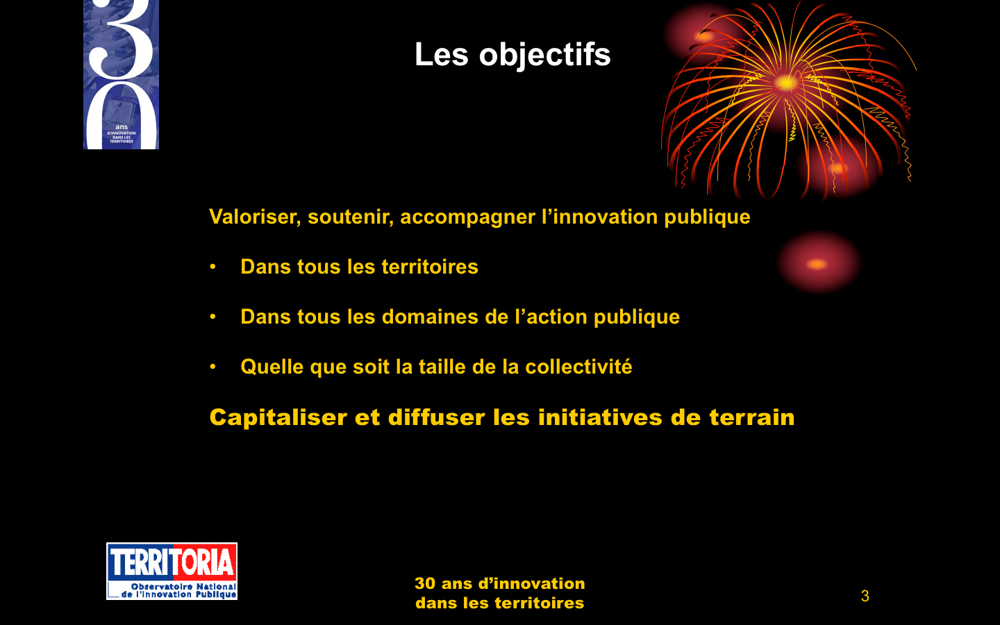 30
ans
D'INNOVATION
DANS LES
TERRITOIRES
Les objectifs
Valoriser, soutenir, accompagner l’innovation publique
• Dans tous les territoires
• Dans tous les domaines de l’action publique
• Quelle que soit la taille de la collectivité
Capitaliser et diffuser les initiatives de terrain
TERRITORIA
Observatoire National
de l'Innovation Publique
30 ans d’innovation
dans les territoires
3